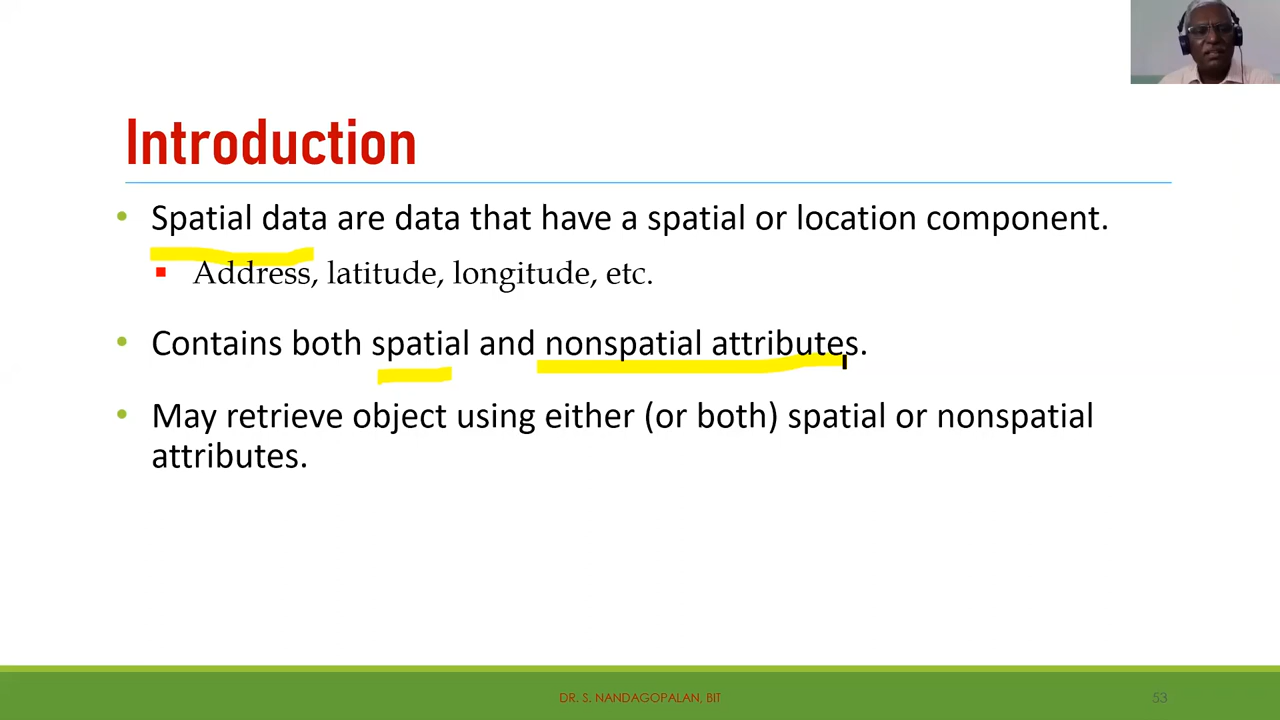 Introduction
• Spatial data are data that have a spatial or location component.
▪ Address, latitude, longitude, etc.
• Contains both spatial and nonspatial attributes.
• May retrieve object using either (or both) spatial or nonspatial
attributes.
DR. S. NANDAGOPALAN, BIT
53